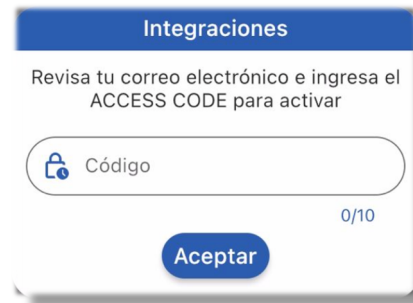 Integraciones
Revisa tu correo electrónico e ingresa el
ACCESS CODE para activar
Código
0/10
Aceptar